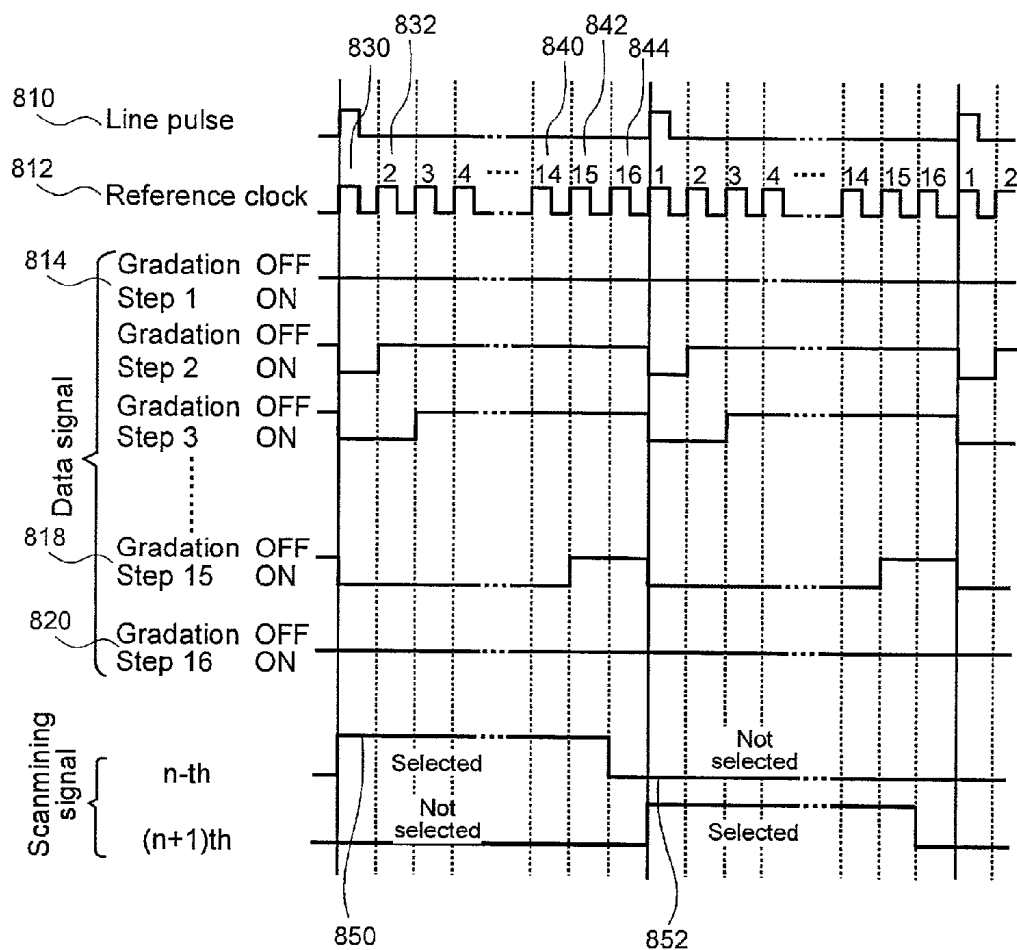 830
832
840
842
844
810
Line pulse
812
Reference clock
2 3 4 ..... 14 15 16 1 2 3 4 .... 14 15 16 1 2
814
Gradation OFF
Step 1 ON
Gradation OFF
Step 2 ON
Gradation OFF
Step 3 ON
Data signal
818
Gradation OFF
Step 15 ON
820
Gradation OFF
Step 16 ON
Scanmining
signal
n-th
Selected
Not
selected
(n+1)th
Not
selected
Selected
850
852